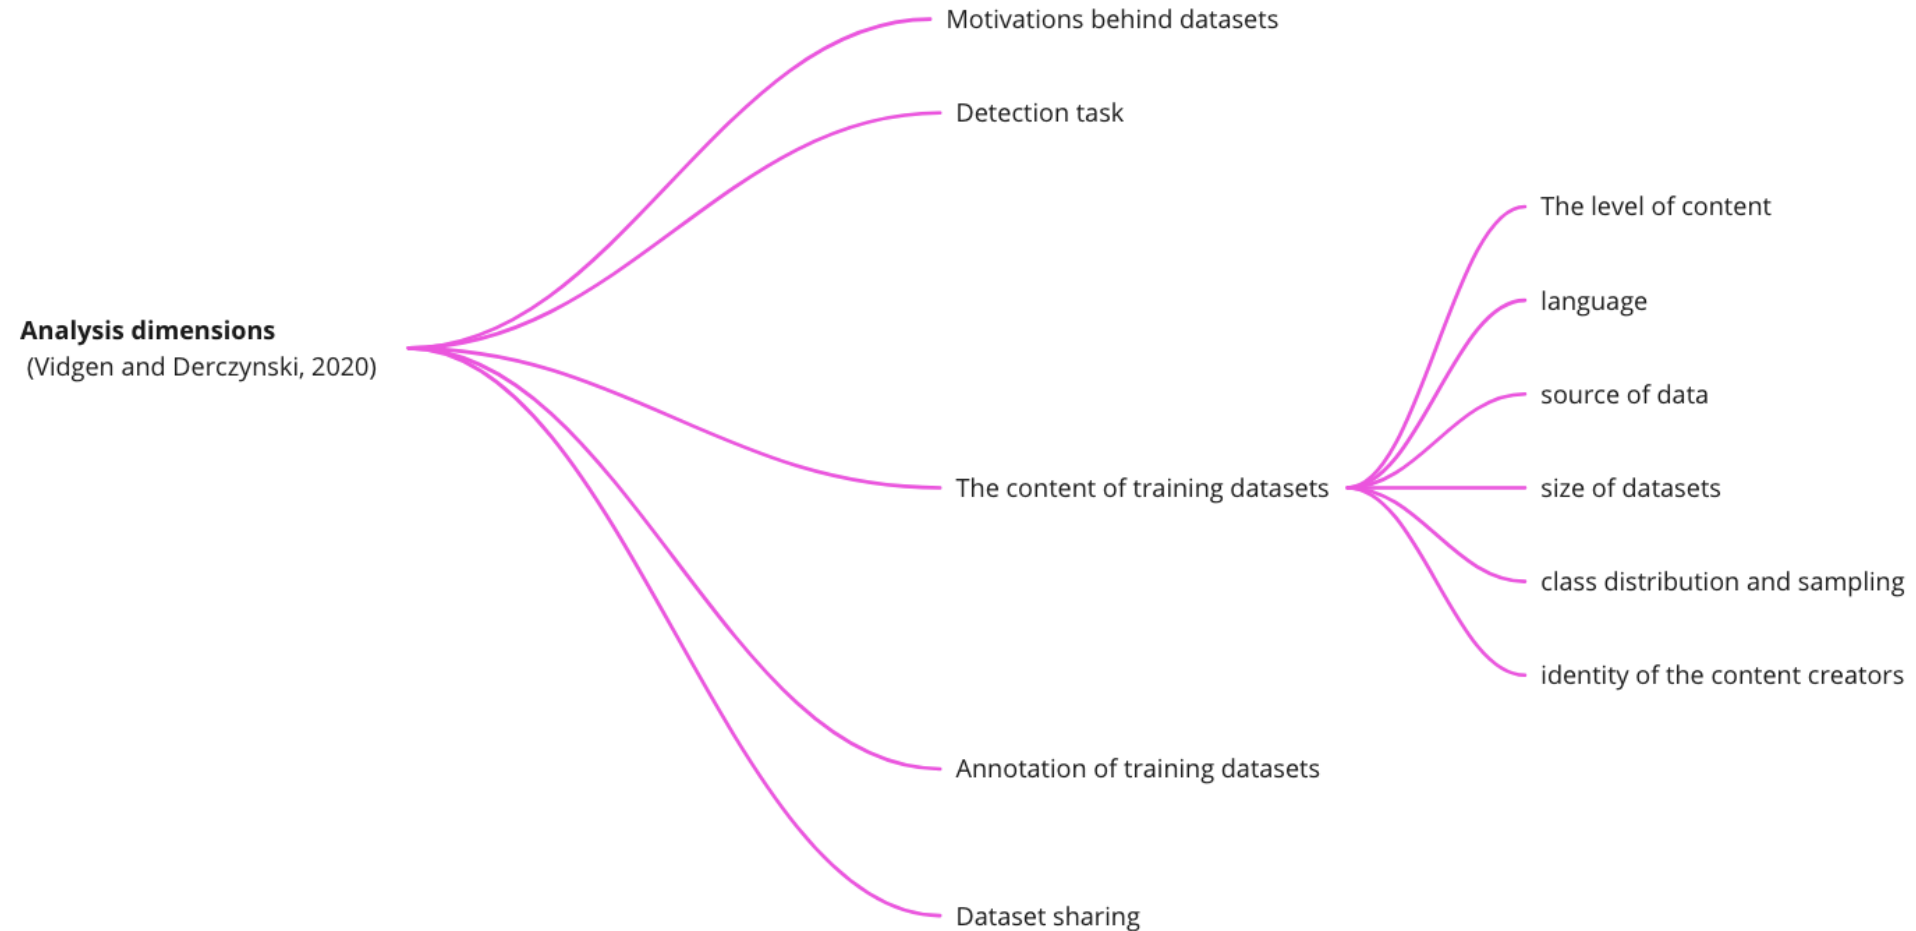 Motivations behind datasets
Detection task
The level of content
language
Analysis dimensions
(Vidgen and Derczynski, 2020)
source of data
The content of training datasets
size of datasets
class distribution and sampling
identity of the content creators
Annotation of training datasets
Dataset sharing